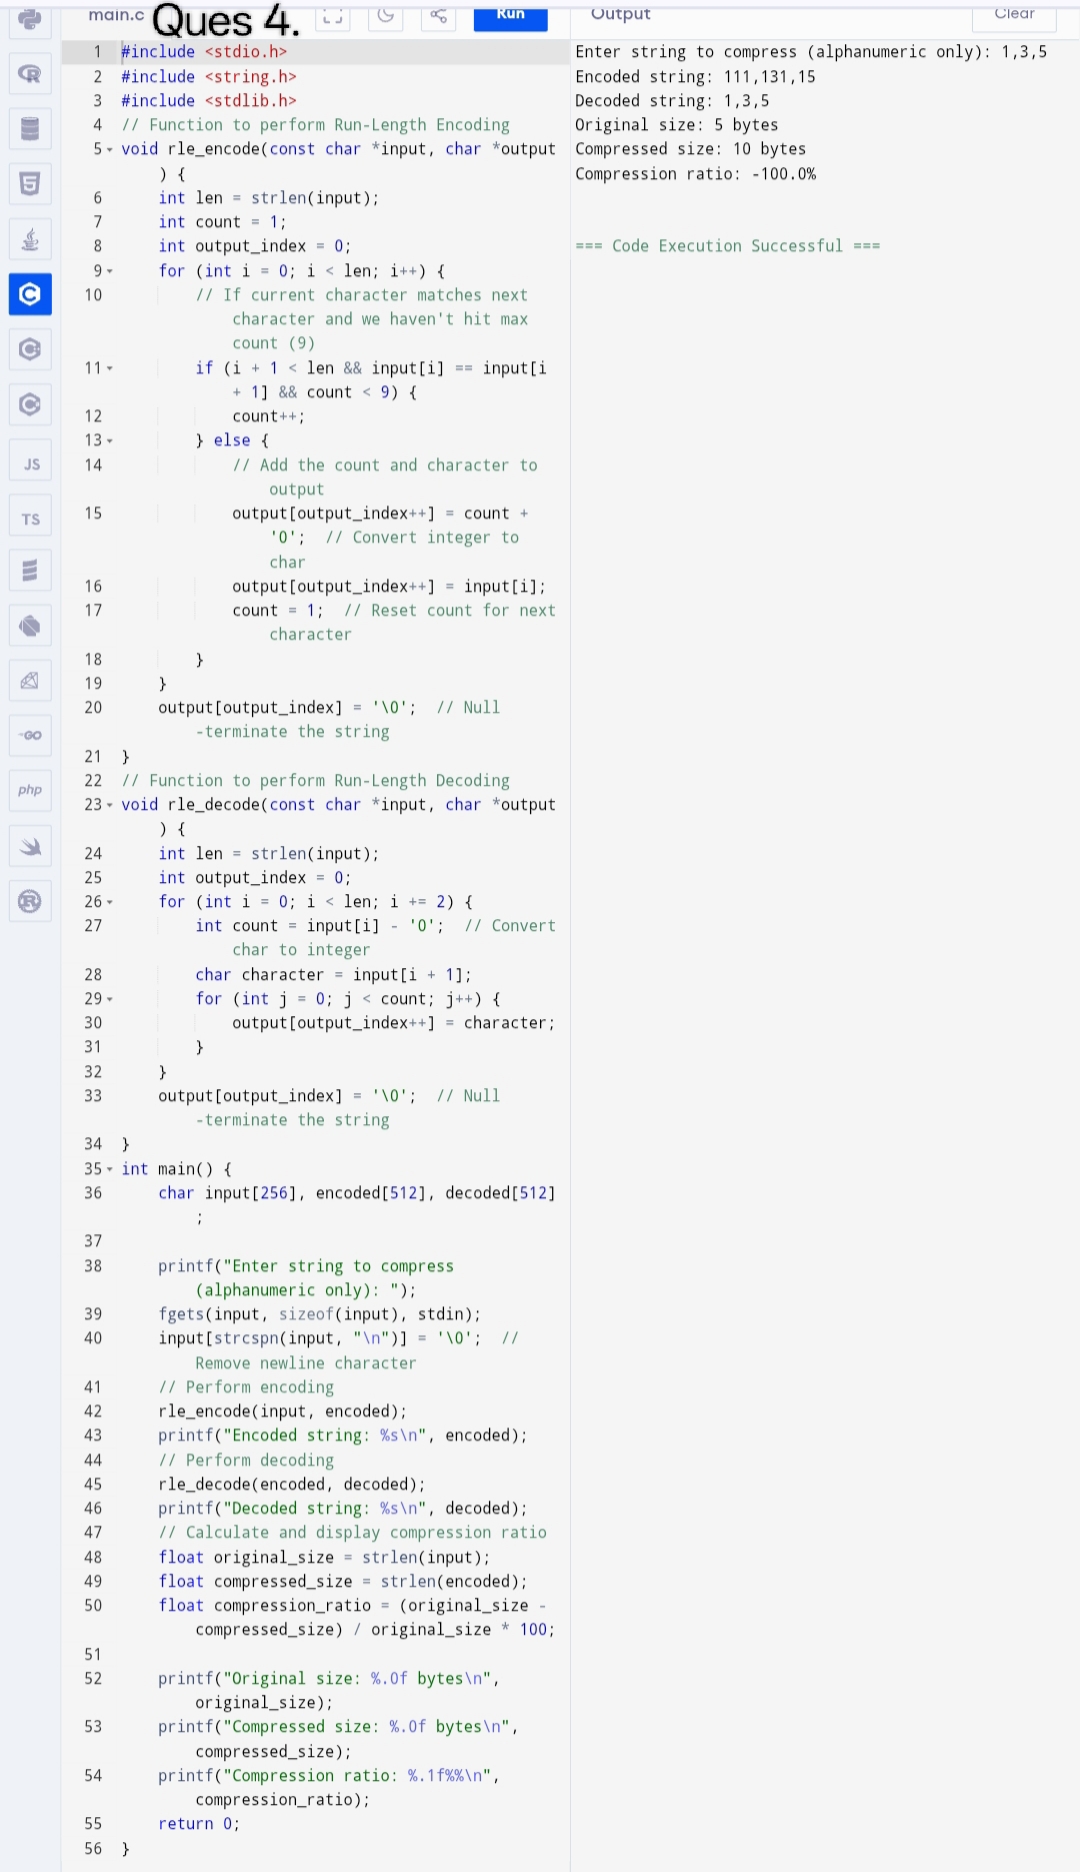 main.c
Ques 4.
Run
Output
Clear
1 #include <stdio.h>
2 #include <string.h>
3 #include <stdlib.h>
4 // Function to perform Run-Length Encoding
5 void rle_encode(const char *input, char *output
) {
6 int len = strlen(input);
7 int count = 1;
8 int output_index = 0;
9 for (int i = 0; i < len; i++) {
10 // If current character matches next
character and we haven't hit max
count (9)
11 if (i + 1 < len && input[i] == input[i
+ 1] && count < 9) {
12 count++;
13 } else {
14 // Add the count and character to
output
15 output[output_index++] = count +
'0'; // Convert integer to
char
16 output[output_index++] = input[i];
17 count = 1; // Reset count for next
character
18 }
19 }
20 output[output_index] = '\0'; // Null
-terminate the string
21 }
22 // Function to perform Run-Length Decoding
23 void rle_decode(const char *input, char *output
) {
24 int len = strlen(input);
25 int output_index = 0;
26 for (int i = 0; i < len; i += 2) {
27 int count = input[i] - '0'; // Convert
char to integer
28 char character = input[i + 1];
29 for (int j = 0; j < count; j++) {
30 output[output_index++] = character;
31 }
32 }
33 output[output_index] = '\0'; // Null
-terminate the string
34 }
35 int main() {
36 char input[256], encoded[512], decoded[512]
;
37
38 printf("Enter string to compress
(alphanumeric only): ");
39 fgets(input, sizeof(input), stdin);
40 input[strcspn(input, "\n")] = '\0'; //
Remove newline character
41 // Perform encoding
42 rle_encode(input, encoded);
43 printf("Encoded string: %s\n", encoded);
44 // Perform decoding
45 rle_decode(encoded, decoded);
46 printf("Decoded string: %s\n", decoded);
47 // Calculate and display compression ratio
48 float original_size = strlen(input);
49 float compressed_size = strlen(encoded);
50 float compression_ratio = (original_size -
compressed_size) / original_size * 100;
51
52 printf("Original size: %.0f bytes\n",
original_size);
53 printf("Compressed size: %.0f bytes\n",
compressed_size);
54 printf("Compression ratio: %.1f%%\n",
compression_ratio);
55 return 0;
56 }
Enter string to compress (alphanumeric only): 1,3,5
Encoded string: 111,131,15
Decoded string: 1,3,5
Original size: 5 bytes
Compressed size: 10 bytes
Compression ratio: -100.0%
=== Code Execution Successful ===
JS
TS
GO
php